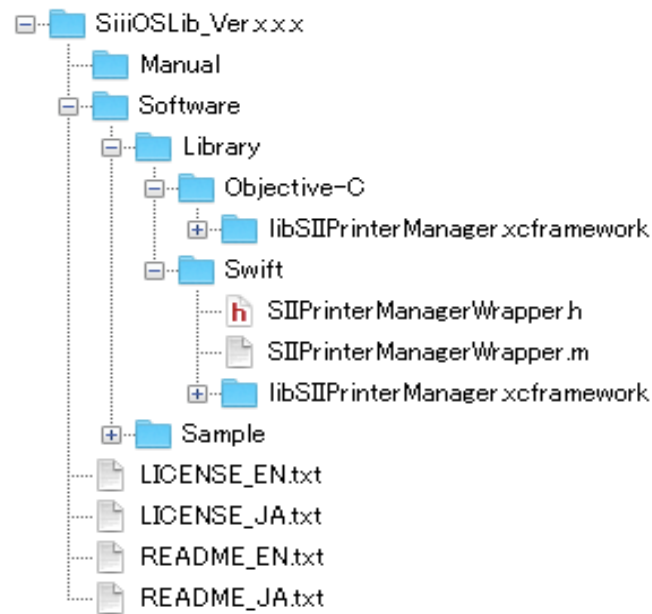 SiiiOSLib_Ver.x.x.x
Manual
Software
Library
Objective-C
libSIIPrinterManager.xcframework
Swift
SIIPrinterManagerWrapper.h
SIIPrinterManagerWrapper.m
libSIIPrinterManager.xcframework
Sample
LICENSE_EN.txt
LICENSE_JA.txt
README_EN.txt
README_JA.txt